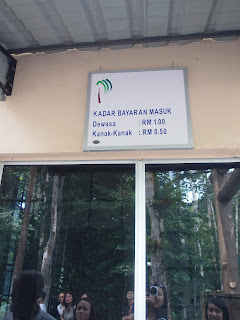 KADAR BAYARAN MASUK
Dewasa : RM 1.00
Kanak-Kanak : RM 0.50